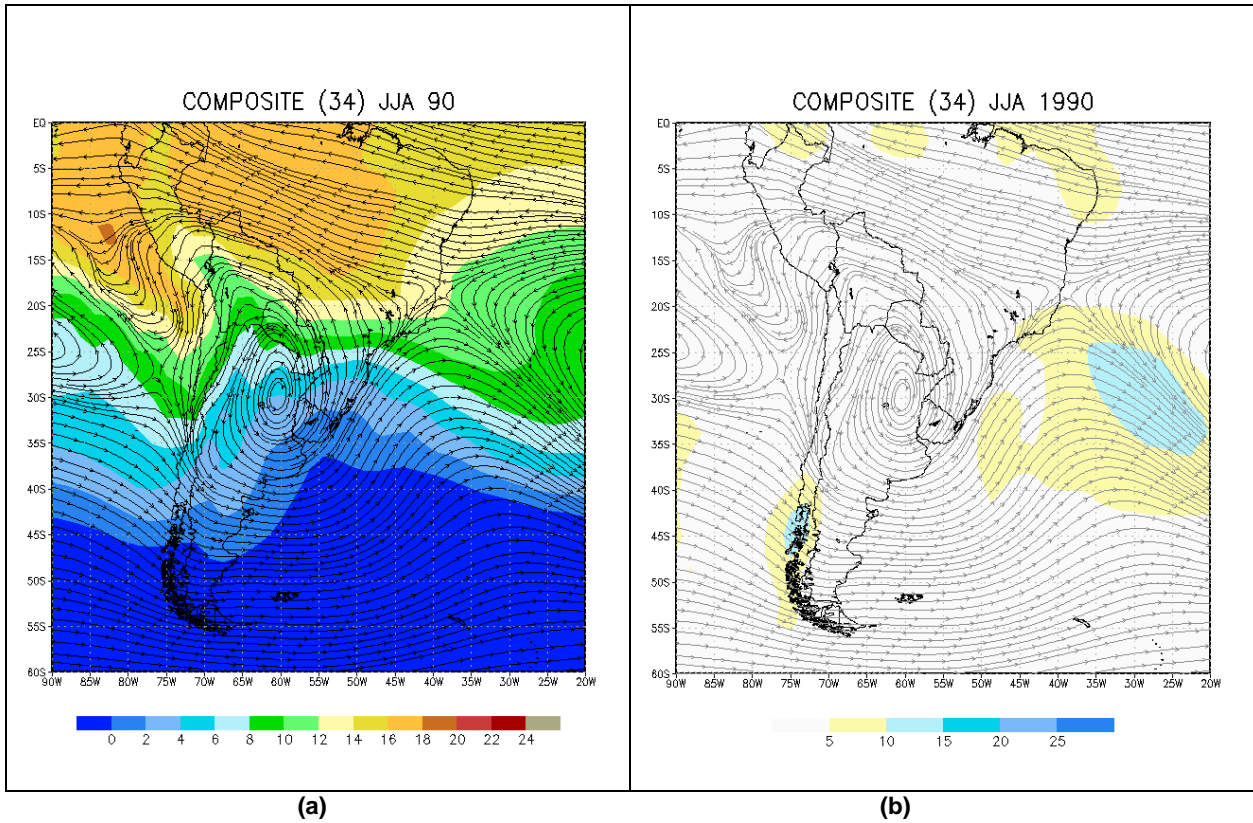 COMPOSITE (34) JJA 90
EQ
5S
10S
15S
20S
25S
30S
35S
40S
45S
50S
55S
60S
90W 85W 80W 75W 70W 65W 60W 55W 50W 45W 40W 35W 30W 25W 20W
0 2 4 6 8 10 12 14 16 18 20 22 24
(a)
COMPOSITE (34) JJA 1990
EQ
5S
10S
15S
20S
25S
30S
35S
40S
45S
50S
55S
60S
90W 85W 80W 75W 70W 65W 60W 55W 50W 45W 40W 35W 30W 25W 20W
5 10 15 20 25
(b)